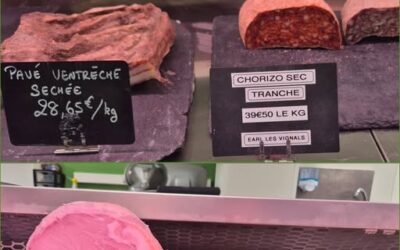 PAVÉ VENTRÈCHE
SECHÉE
28.65€/kg
CHORIZO SEC
TRANCHE
39€50 LE KG
EARL LES VIGNALS